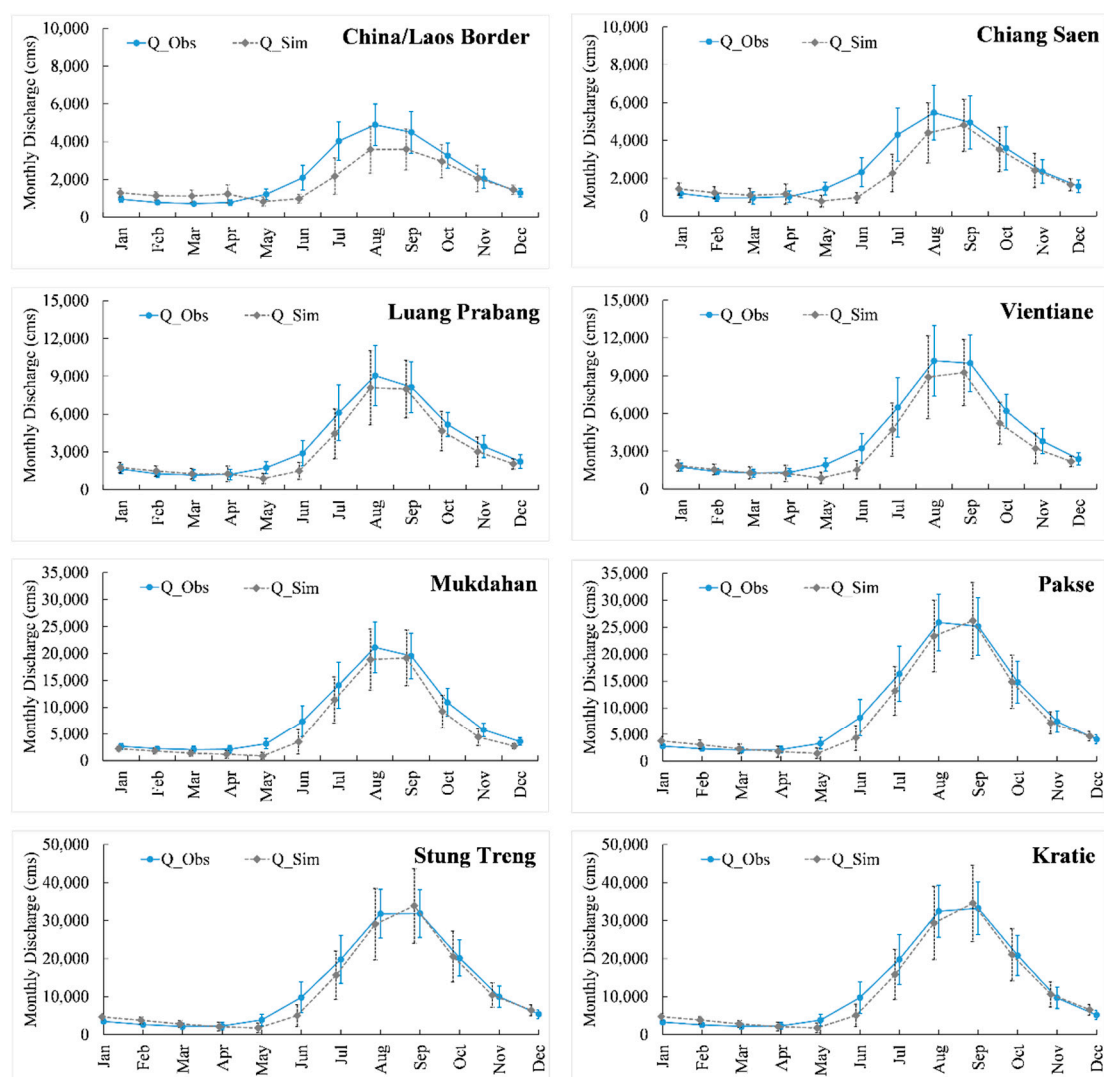 China/Laos Border
Q_Obs Q_Sim
Monthly Discharge (cms)
10,000
8,000
6,000
4,000
2,000
0
Jan Feb Mar Apr May Jun Jul Aug Sep Oct Nov Dec
Chiang Saen
Q_Obs Q_Sim
Monthly Discharge (cms)
10,000
8,000
6,000
4,000
2,000
0
Jan Feb Mar Apr May Jun Jul Aug Sep Oct Nov Dec
Luang Prabang
Q_Obs Q_Sim
Monthly Discharge (cms)
15,000
12,000
9,000
6,000
3,000
0
Jan Feb Mar Apr May Jun Jul Aug Sep Oct Nov Dec
Vientiane
Q_Obs Q_Sim
Monthly Discharge (cms)
15,000
12,000
9,000
6,000
3,000
0
Jan Feb Mar Apr May Jun Jul Aug Sep Oct Nov Dec
Mukdahan
Q_Obs Q_Sim
Monthly Discharge (cms)
35,000
30,000
25,000
20,000
15,000
10,000
5,000
0
Jan Feb Mar Apr May Jun Jul Aug Sep Oct Nov Dec
Pakse
Q_Obs Q_Sim
Monthly Discharge (cms)
35,000
30,000
25,000
20,000
15,000
10,000
5,000
0
Jan Feb Mar Apr May Jun Jul Aug Sep Oct Nov Dec
Stung Treng
Q_Obs Q_Sim
Monthly Discharge (cms)
50,000
40,000
30,000
20,000
10,000
0
Jan Feb Mar Apr May Jun Jul Aug Sep Oct Nov Dec
Kratie
Q_Obs Q_Sim
Monthly Discharge (cms)
50,000
40,000
30,000
20,000
10,000
0
Jan Feb Mar Apr May Jun Jul Aug Sep Oct Nov Dec